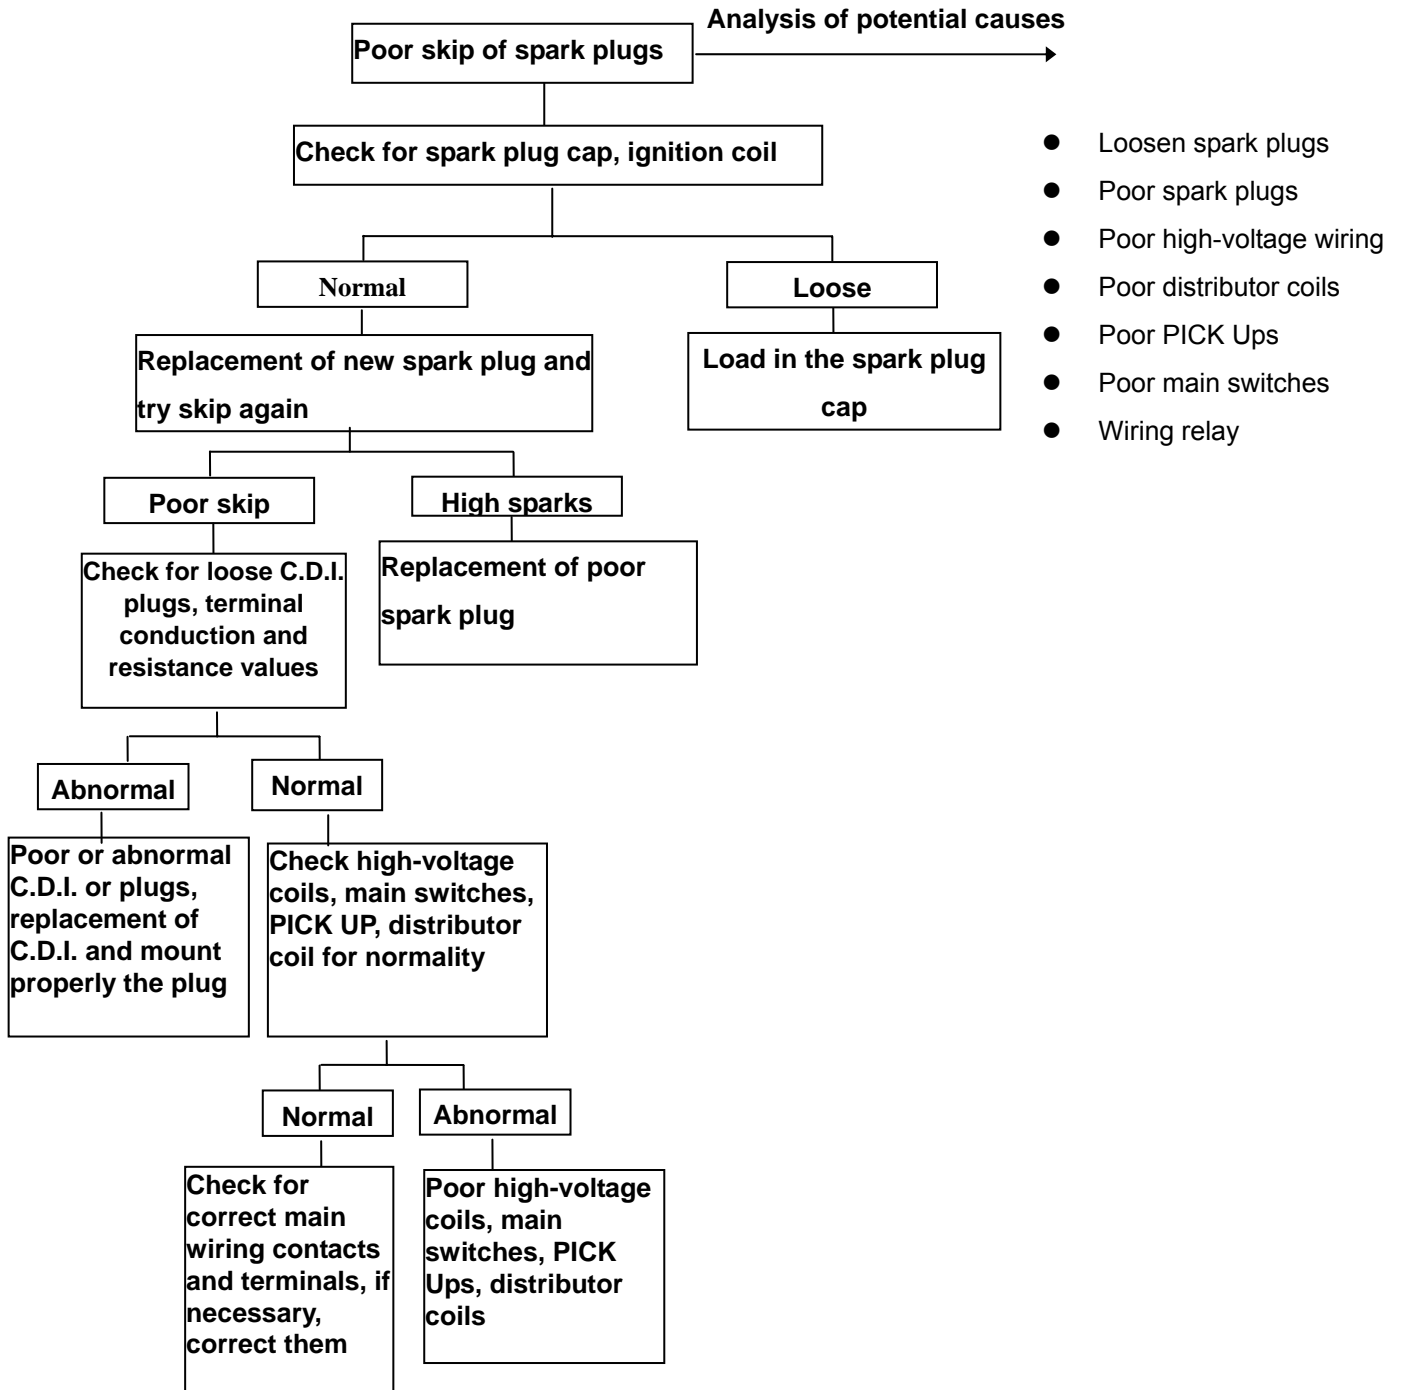 Analysis of potential causes
Poor skip of spark plugs
Check for spark plug cap, ignition coil
Normal
Loose
Replacement of new spark plug and
try skip again
Load in the spark plug
cap
● Loosen spark plugs
● Poor spark plugs
● Poor high-voltage wiring
● Poor distributor coils
● Poor PICK Ups
● Poor main switches
● Wiring relay
Poor skip
High sparks
Check for loose C.D.I.
plugs, terminal
conduction and
resistance values
Replacement of poor
spark plug
Abnormal
Normal
Poor or abnormal
C.D.I. or plugs,
replacement of
C.D.I. and mount
properly the plug
Check high-voltage
coils, main switches,
PICK UP, distributor
coil for normality
Normal
Abnormal
Check for
correct main
wiring contacts
and terminals, if
necessary,
correct them
Poor high-voltage
coils, main
switches, PICK
Ups, distributor
coils